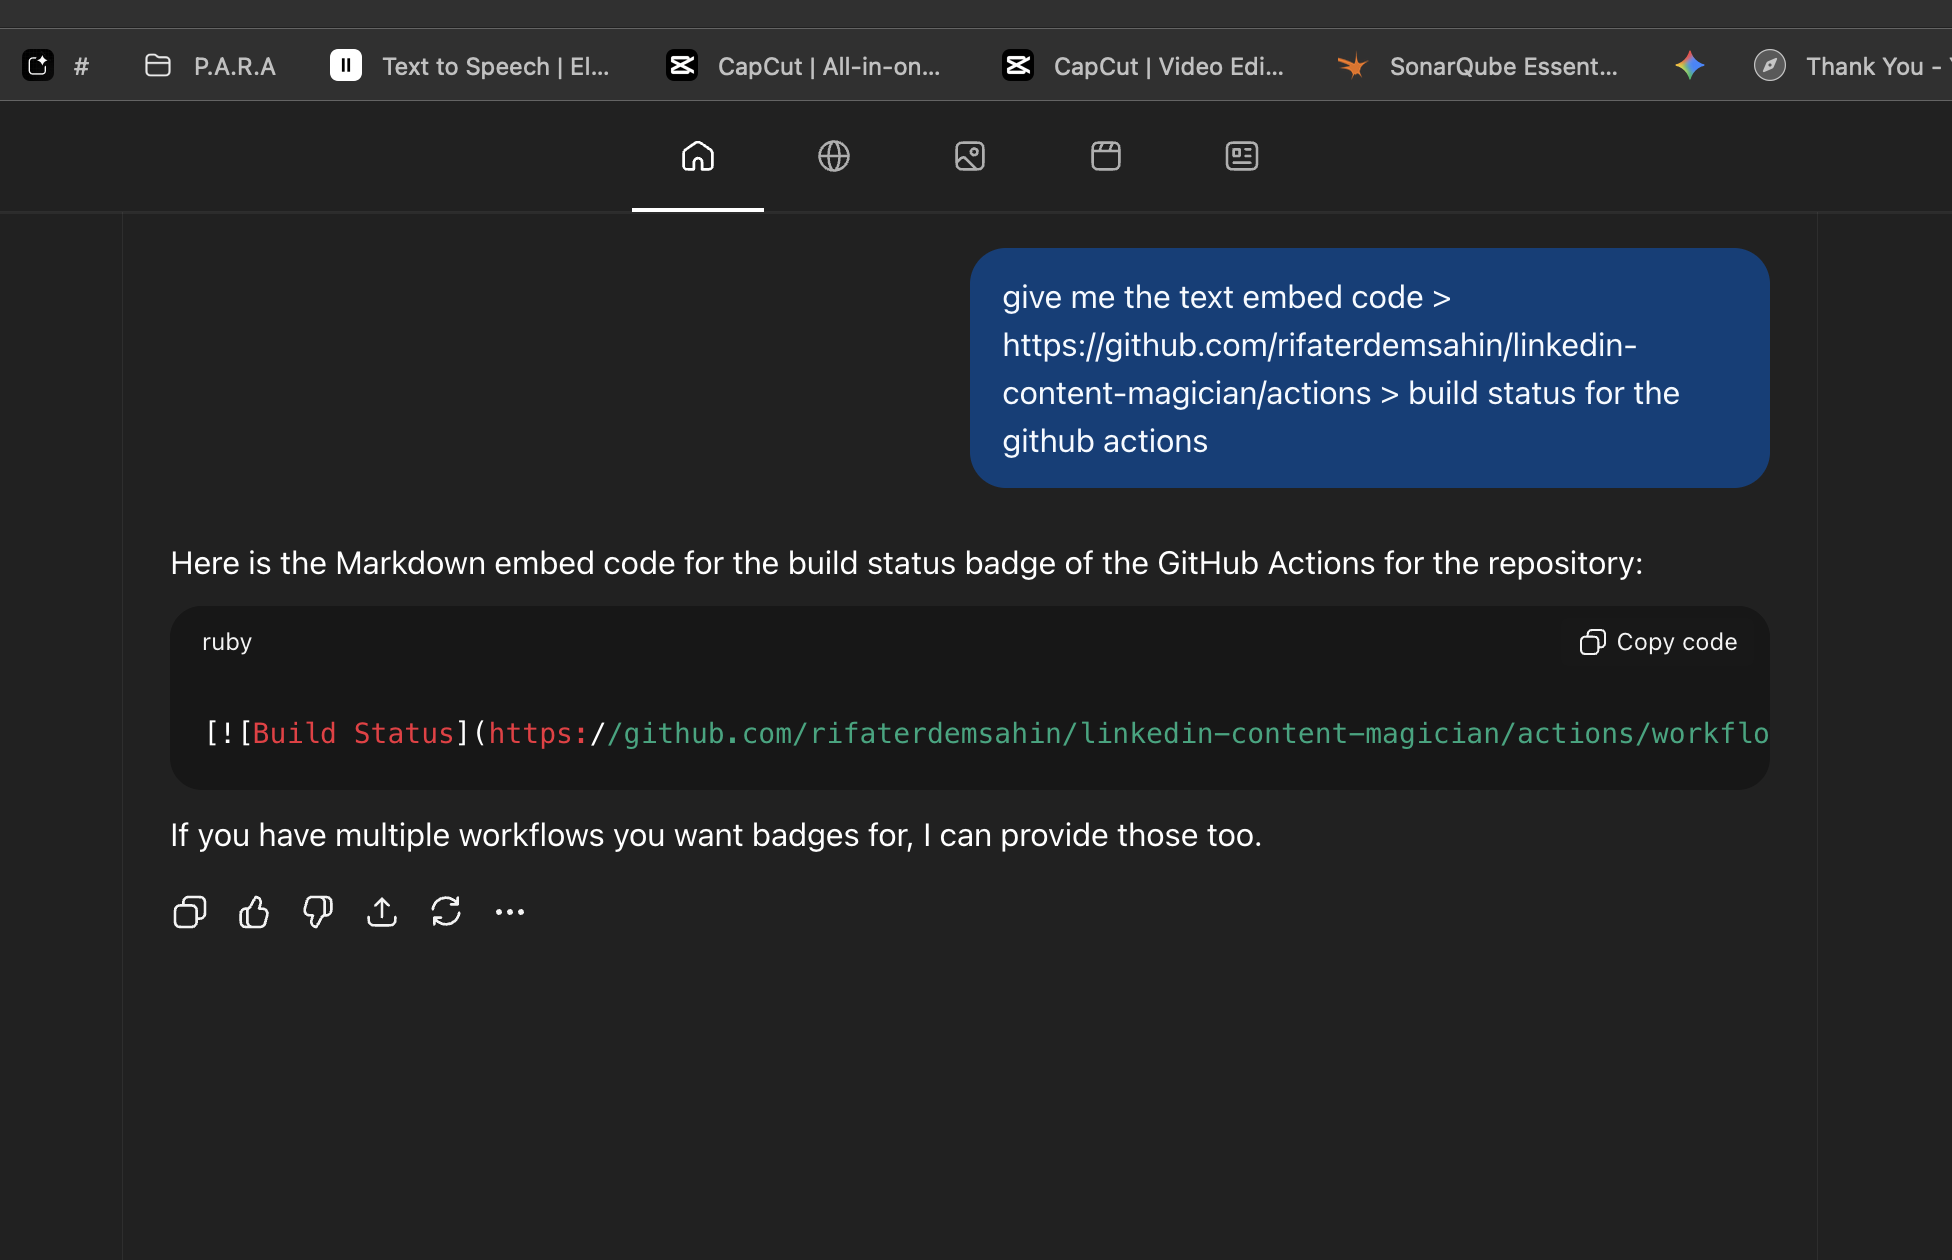 # P.A.R.A Text to Speech | El... CapCut | All-in-on... CapCut | Video Edi... SonarQube Essent... Thank You -
give me the text embed code >
https://github.com/rifaterdemsahin/linkedin-
content-magician/actions > build status for the
github actions
Here is the Markdown embed code for the build status badge of the GitHub Actions for the repository:
ruby Copy code
[![Build Status](https://github.com/rifaterdemsahin/linkedin-content-magician/actions/workflo
If you have multiple workflows you want badges for, I can provide those too.